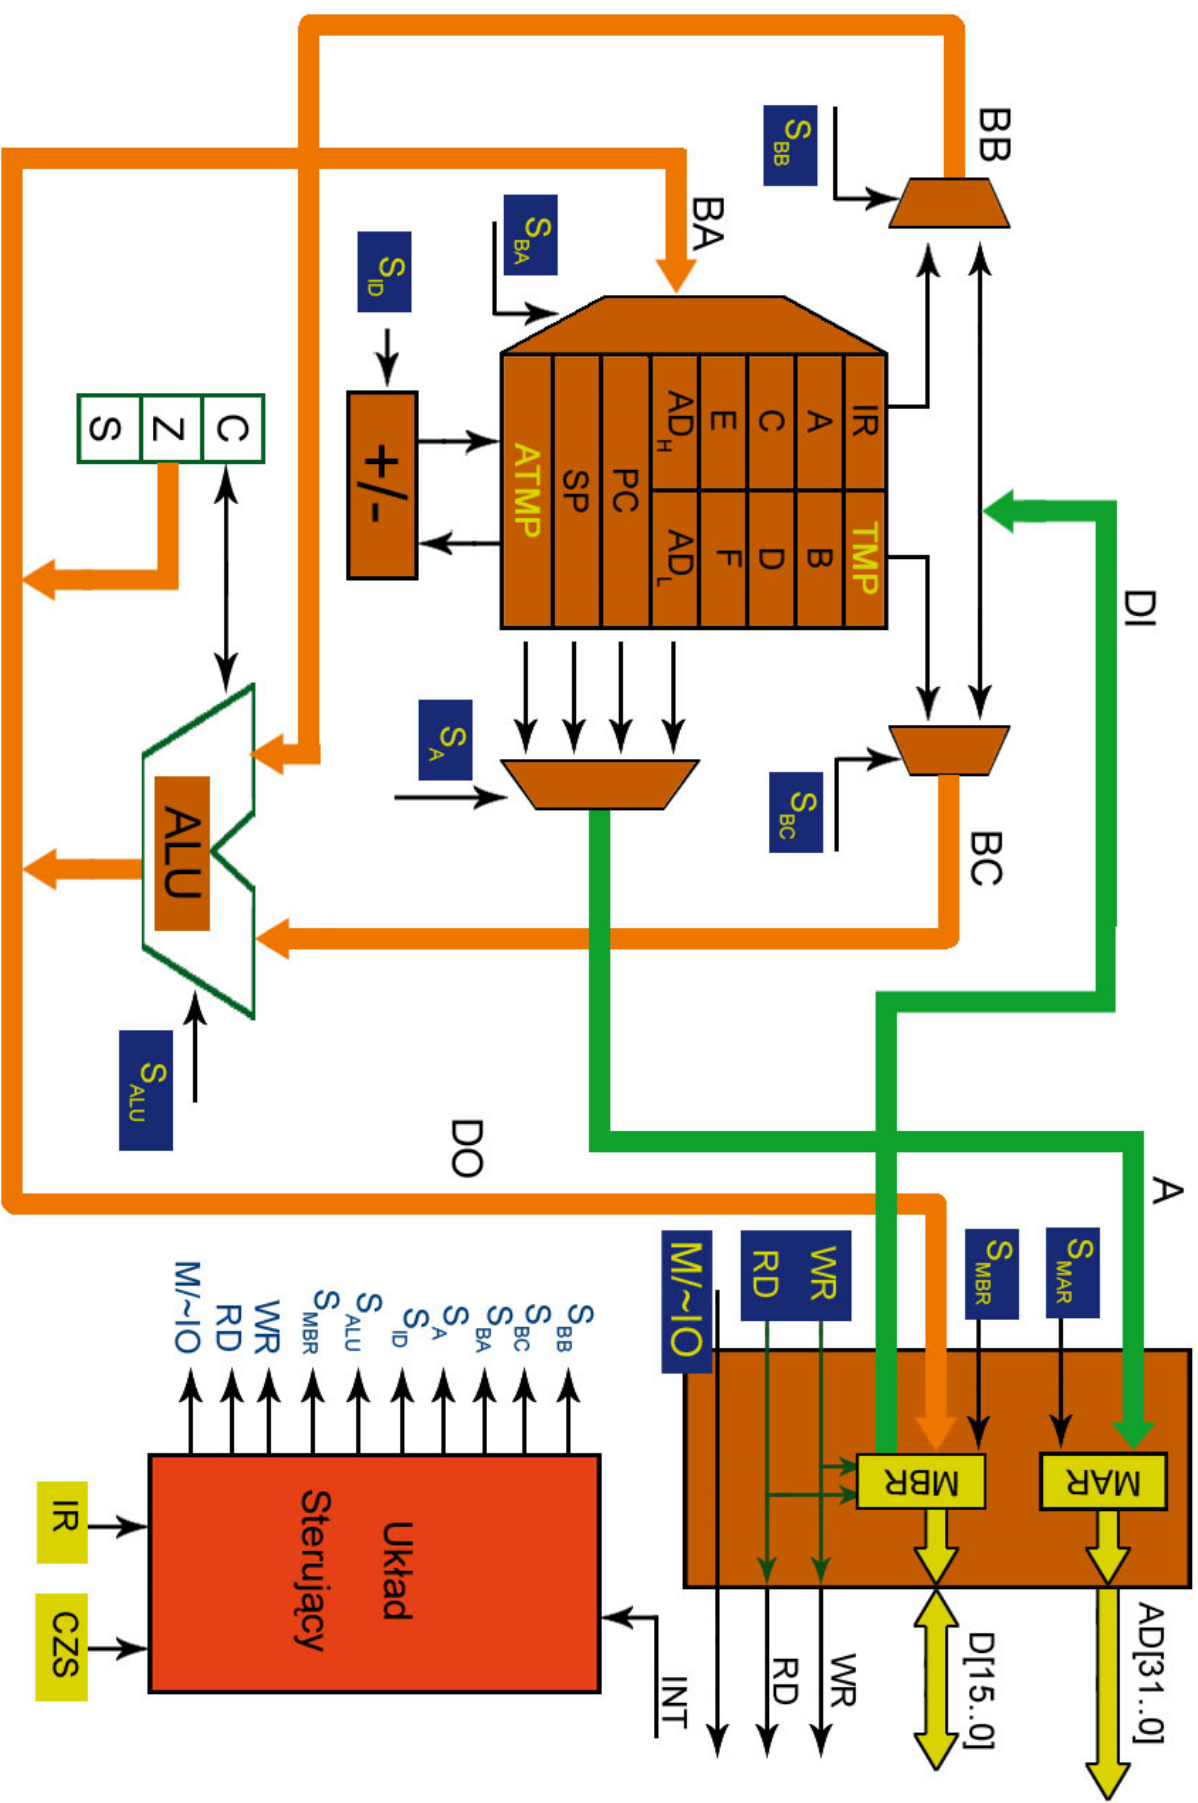 A
AD[31..0]
DI
S_MAR
MAR
BB
BC
S_MBR
D[15..0]
MBR
S_BB
S_BC
IR TMP
A B
C D
E F
AD_H AD_L
PC
SP
ATMP
WR
RD
WR
RD
M/~IO
BA
S_BA
S_A
DO
S_ID
+/-
INT
S_BB
S_BC
S_BA
S_A
S_ID
S_ALU
S_MBR
WR
RD
M/~IO
Układ
Sterujący
C
Z
S
ALU
S_ALU
IR
CZS